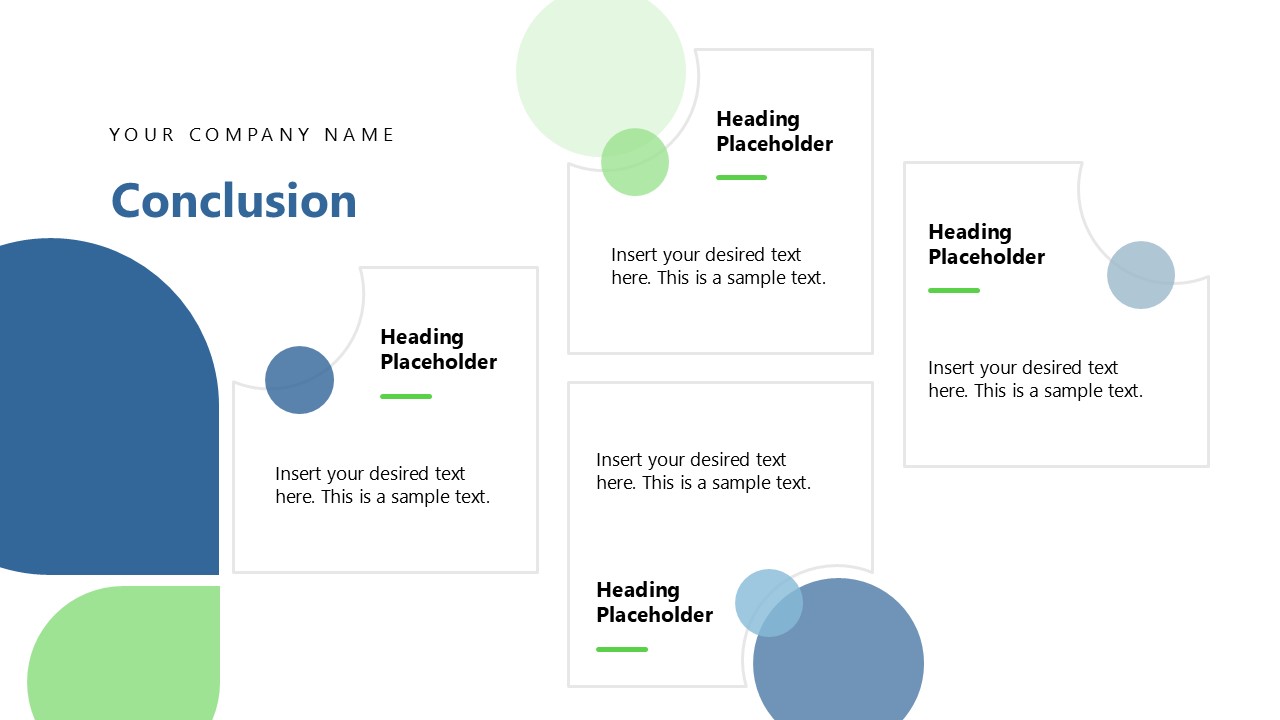 YOUR COMPANY NAME
Conclusion
Heading
Placeholder
Insert your desired text
here. This is a sample text.
Heading
Placeholder
Insert your desired text
here. This is a sample text.
Insert your desired text
here. This is a sample text.
Heading
Placeholder
Heading
Placeholder
Insert your desired text
here. This is a sample text.